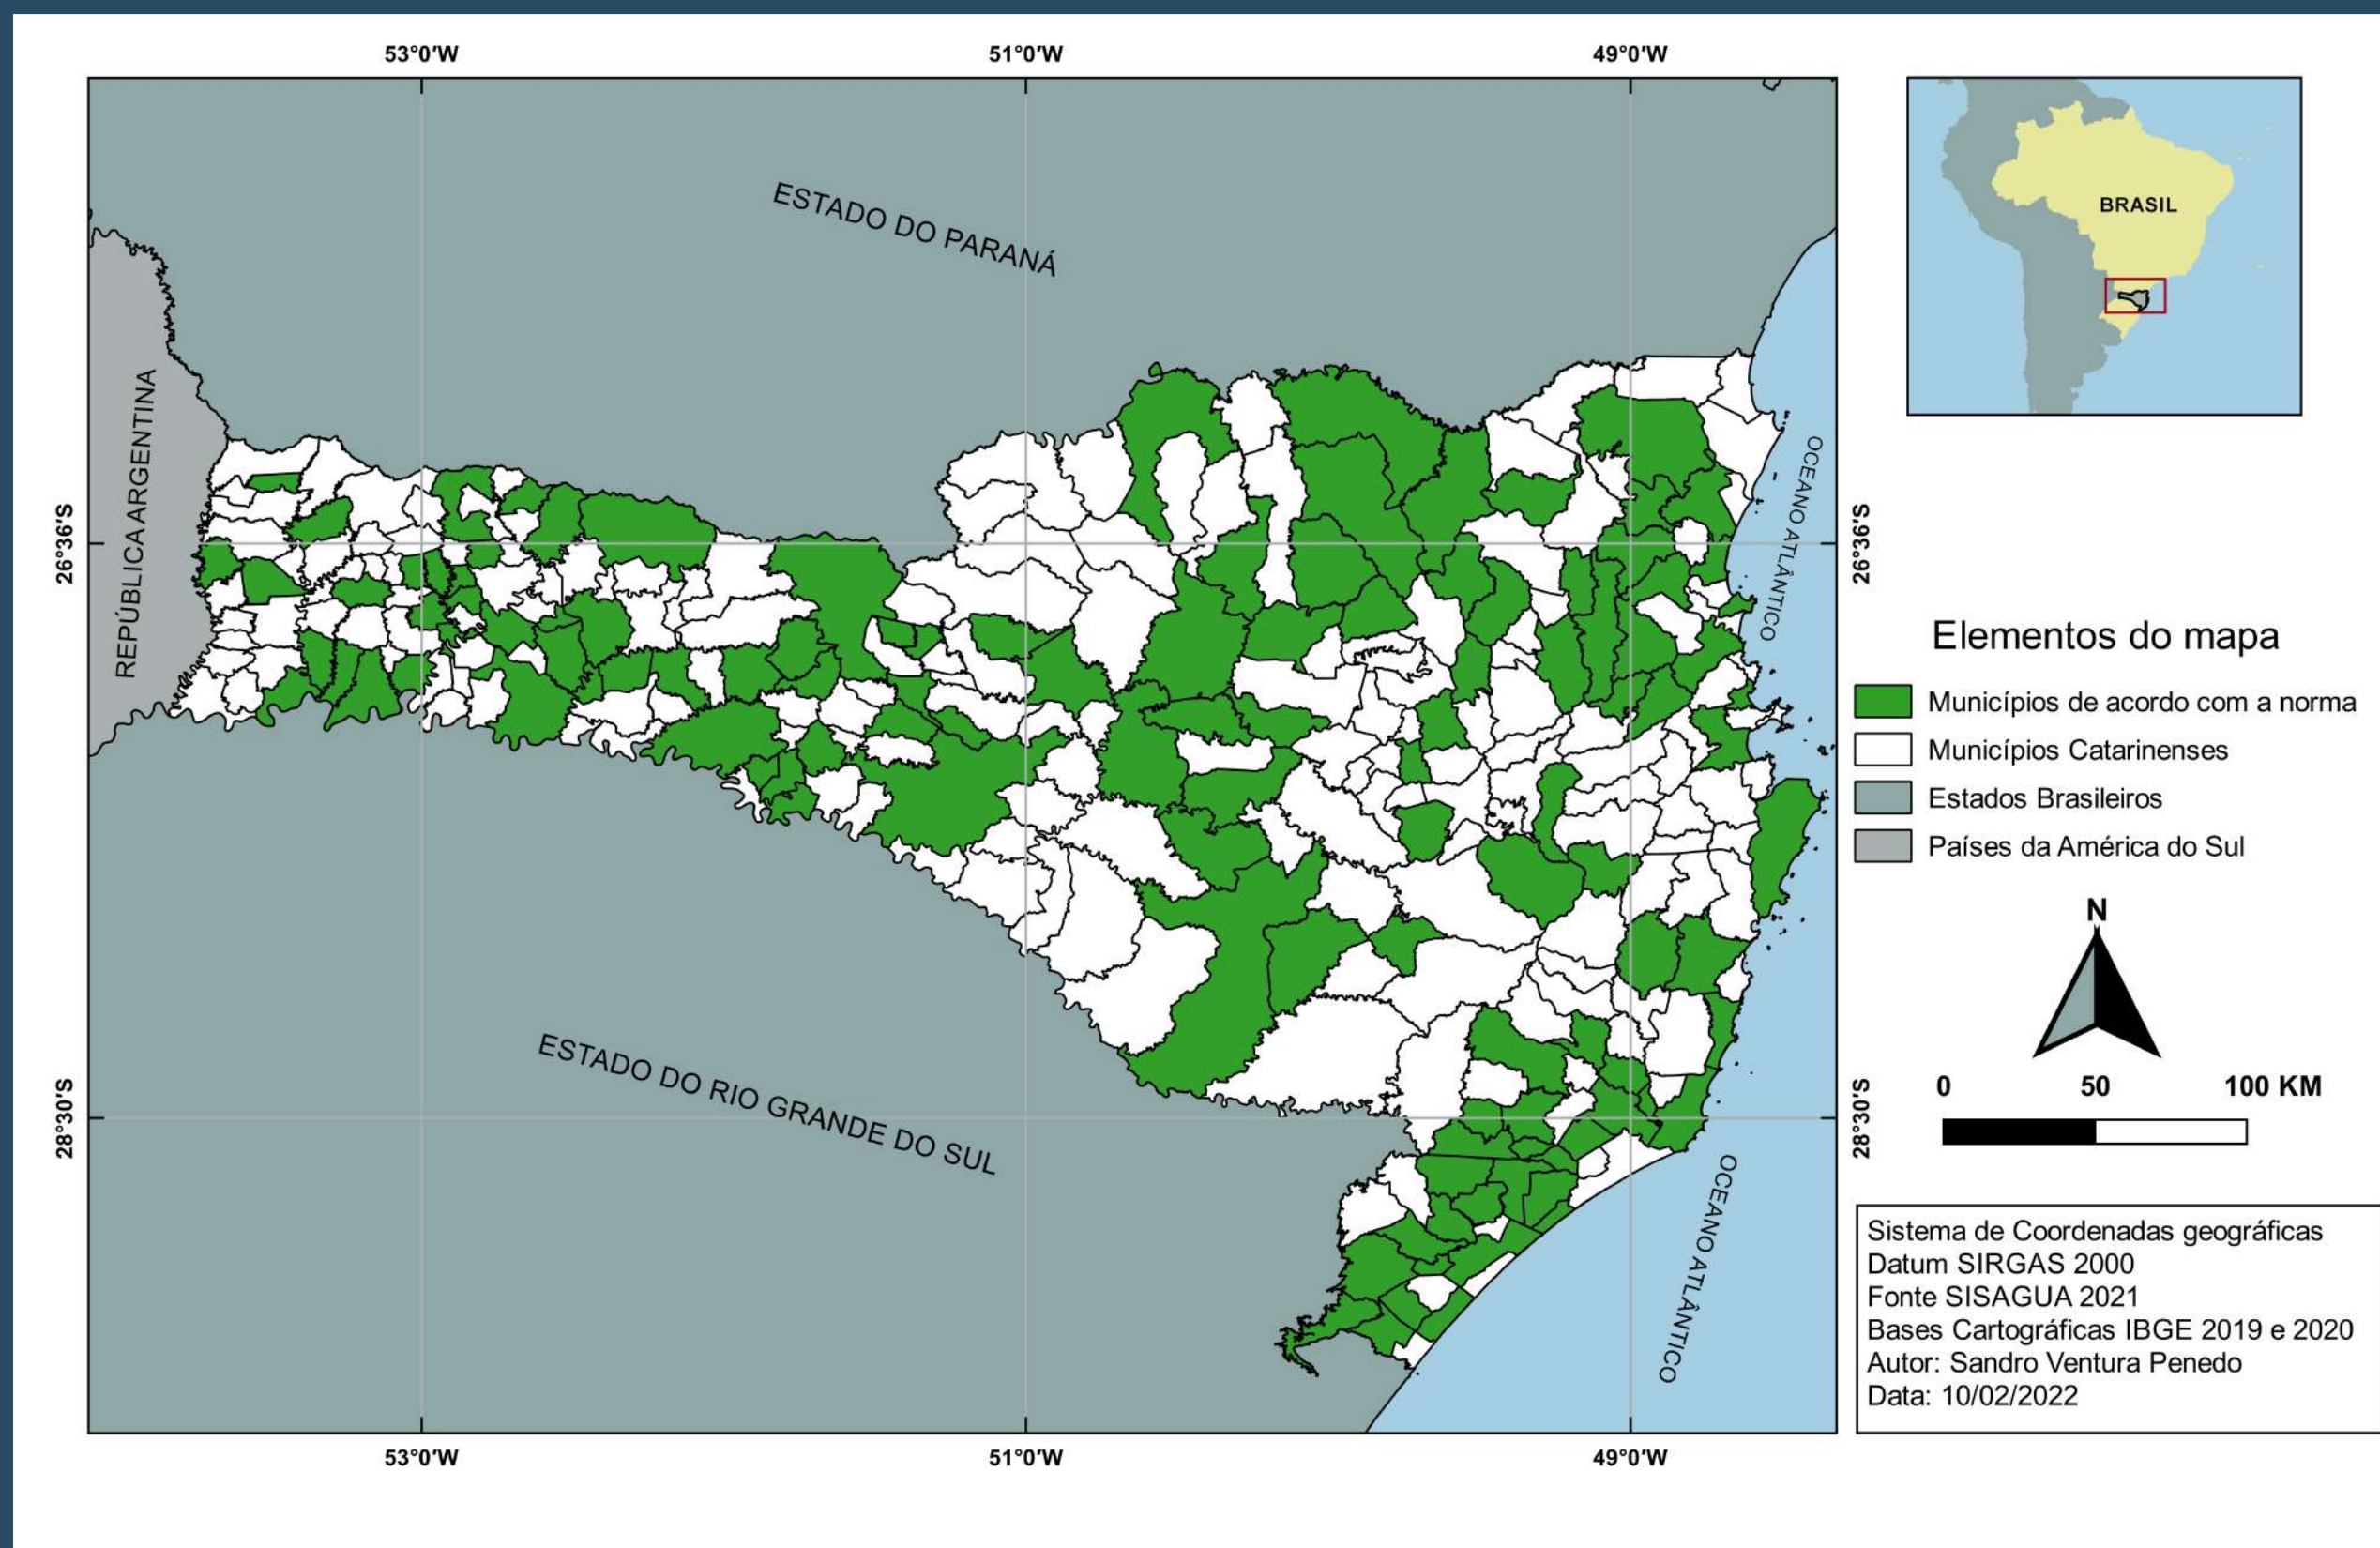 53°0'W
51°0'W
49°0'W
ESTADO DO PARANÁ
REPÚBLICA ARGENTINA
OCEANO ATLÂNTICO
26°36'S
26°36'S
ESTADO DO RIO GRANDE DO SUL
28°30'S
28°30'S
OCEANO ATLÂNTICO
53°0'W
51°0'W
49°0'W
BRASIL
Elementos do mapa
Municípios de acordo com a norma
Municípios Catarinenses
Estados Brasileiros
Países da América do Sul
N
0 50 100 KM
Sistema de Coordenadas geográficas
Datum SIRGAS 2000
Fonte SISAGUA 2021
Bases Cartográficas IBGE 2019 e 2020
Autor: Sandro Ventura Penedo
Data: 10/02/2022